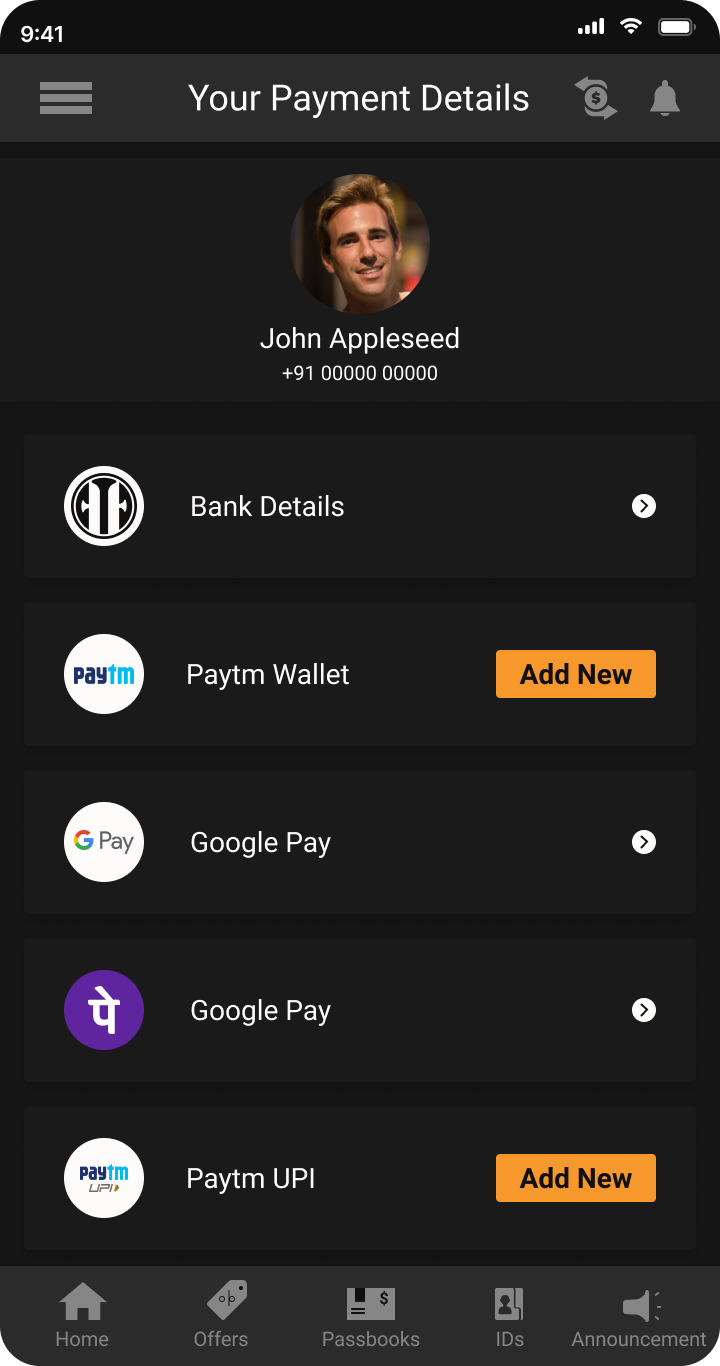 9:41
Your Payment Details
$
John Appleseed
+91 00000 00000
Bank Details
paytm
Paytm Wallet
Add New
G Pay
Google Pay
पे
Google Pay
paytm
UPI
Paytm UPI
Add New
$
Home
Offers
Passbooks
IDs
Announcement